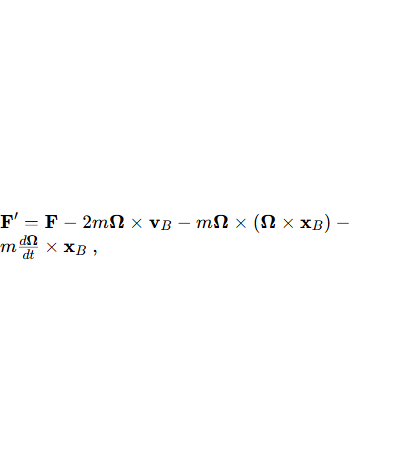 𝐅′ = 𝐅 − 2m𝛀 × 𝐯_B − m𝛀 × (𝛀 × 𝐱_B) −
m d𝛀/dt × 𝐱_B ,